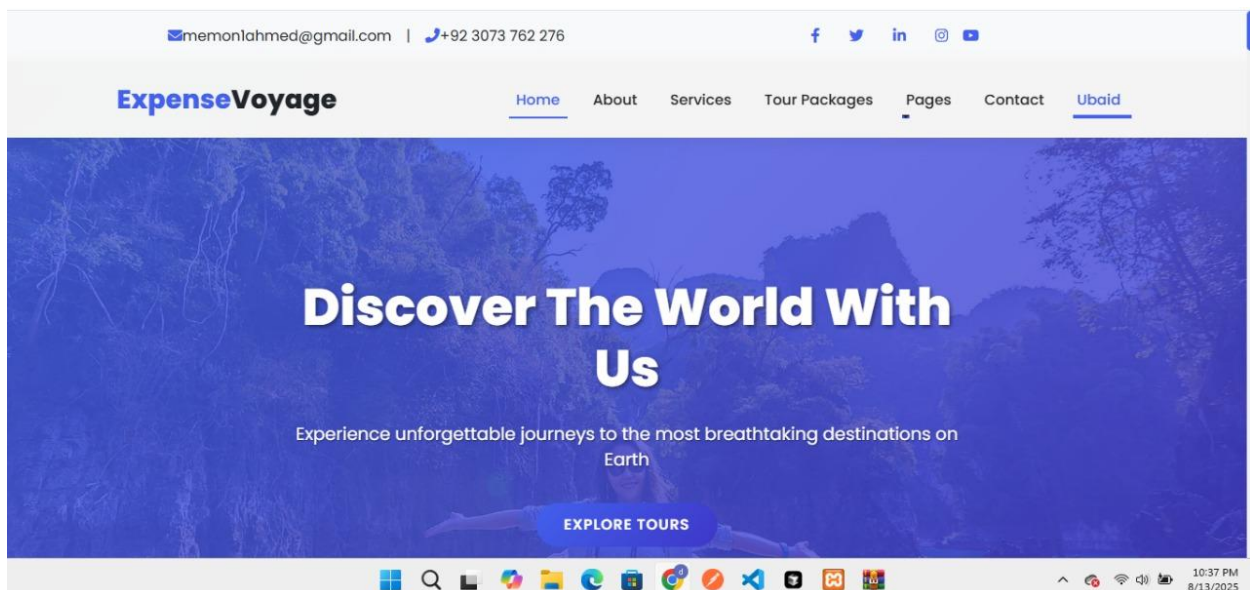 memon1ahmed@gmail.com | +92 3073 762 276
ExpenseVoyage
Home About Services Tour Packages Pages Contact Ubaid
Discover The World With
Us
Experience unforgettable journeys to the most breathtaking destinations on
Earth
EXPLORE TOURS
10:37 PM
8/13/2025